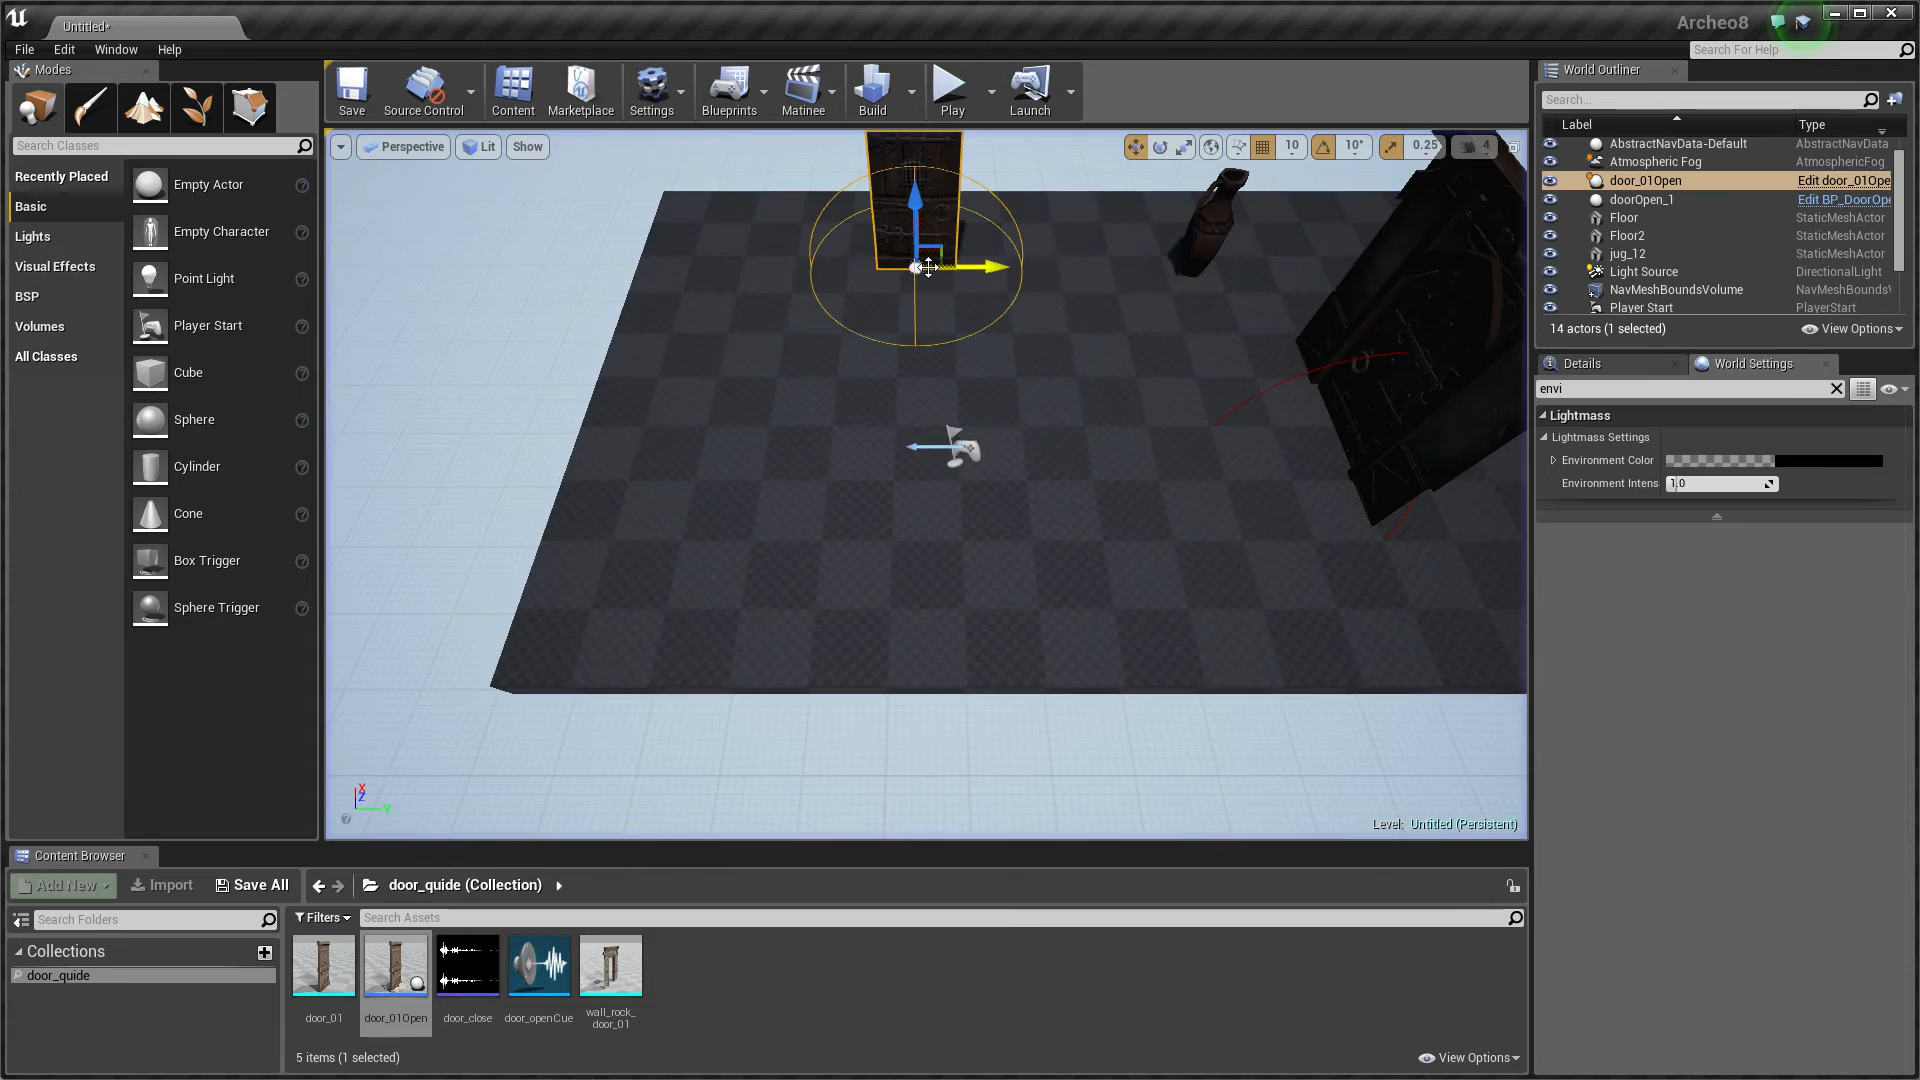 Untitled*
Archeo8
File
Edit
Window
Help
Search For Help
Modes
Search Classes
Recently Placed
Basic
Lights
Visual Effects
BSP
Volumes
All Classes
Empty Actor
Empty Character
Point Light
Player Start
Cube
Sphere
Cylinder
Cone
Box Trigger
Sphere Trigger
Save
Source Control
Content
Marketplace
Settings
Blueprints
Matinee
Build
Play
Launch
Perspective
Lit
Show
10
10°
0.25
4
X
Z
Y
Level: Untitled (Persistent)
World Outliner
Search...
Label
Type
AbstractNavData-Default AbstractNavData
Atmospheric Fog AtmosphericFog
door_01Open Edit door_01Ope
doorOpen_1 Edit BP_DoorOpe
Floor StaticMeshActor
Floor2 StaticMeshActor
jug_12 StaticMeshActor
Light Source DirectionalLight
NavMeshBoundsVolume NavMeshBoundsV
Player Start PlayerStart
14 actors (1 selected)
View Options
Details
World Settings
envi
Lightmass
Lightmass Settings
Environment Color
Environment Intens 1.0
Content Browser
Add New
Import
Save All
door_quide (Collection)
Search Folders
Filters
Search Assets
Collections
door_quide
door_01
door_01Open
door_close
door_openCue
wall_rock_
door_01
5 items (1 selected)
View Options